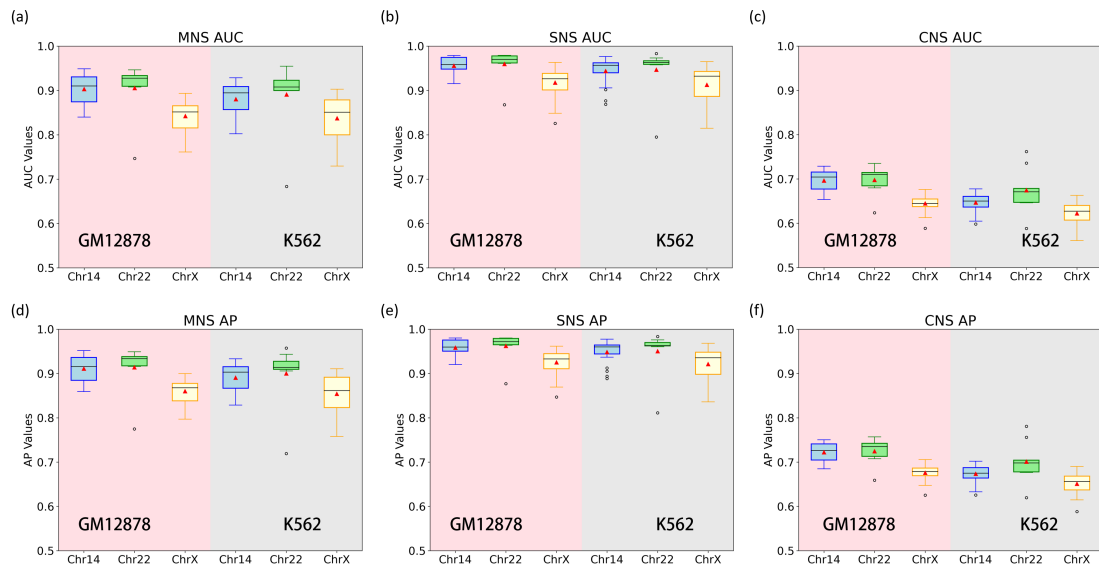 (a)
MNS AUC
AUC Values
1.0
0.9
0.8
0.7
0.6
0.5
GM12878
K562
Chr14 Chr22 ChrX Chr14 Chr22 ChrX
(b)
SNS AUC
AUC Values
1.0
0.9
0.8
0.7
0.6
0.5
GM12878
K562
Chr14 Chr22 ChrX Chr14 Chr22 ChrX
(c)
CNS AUC
AUC Values
1.0
0.9
0.8
0.7
0.6
0.5
GM12878
K562
Chr14 Chr22 ChrX Chr14 Chr22 ChrX
(d)
MNS AP
AP Values
1.0
0.9
0.8
0.7
0.6
0.5
GM12878
K562
Chr14 Chr22 ChrX Chr14 Chr22 ChrX
(e)
SNS AP
AP Values
1.0
0.9
0.8
0.7
0.6
0.5
GM12878
K562
Chr14 Chr22 ChrX Chr14 Chr22 ChrX
(f)
CNS AP
AP Values
1.0
0.9
0.8
0.7
0.6
0.5
GM12878
K562
Chr14 Chr22 ChrX Chr14 Chr22 ChrX